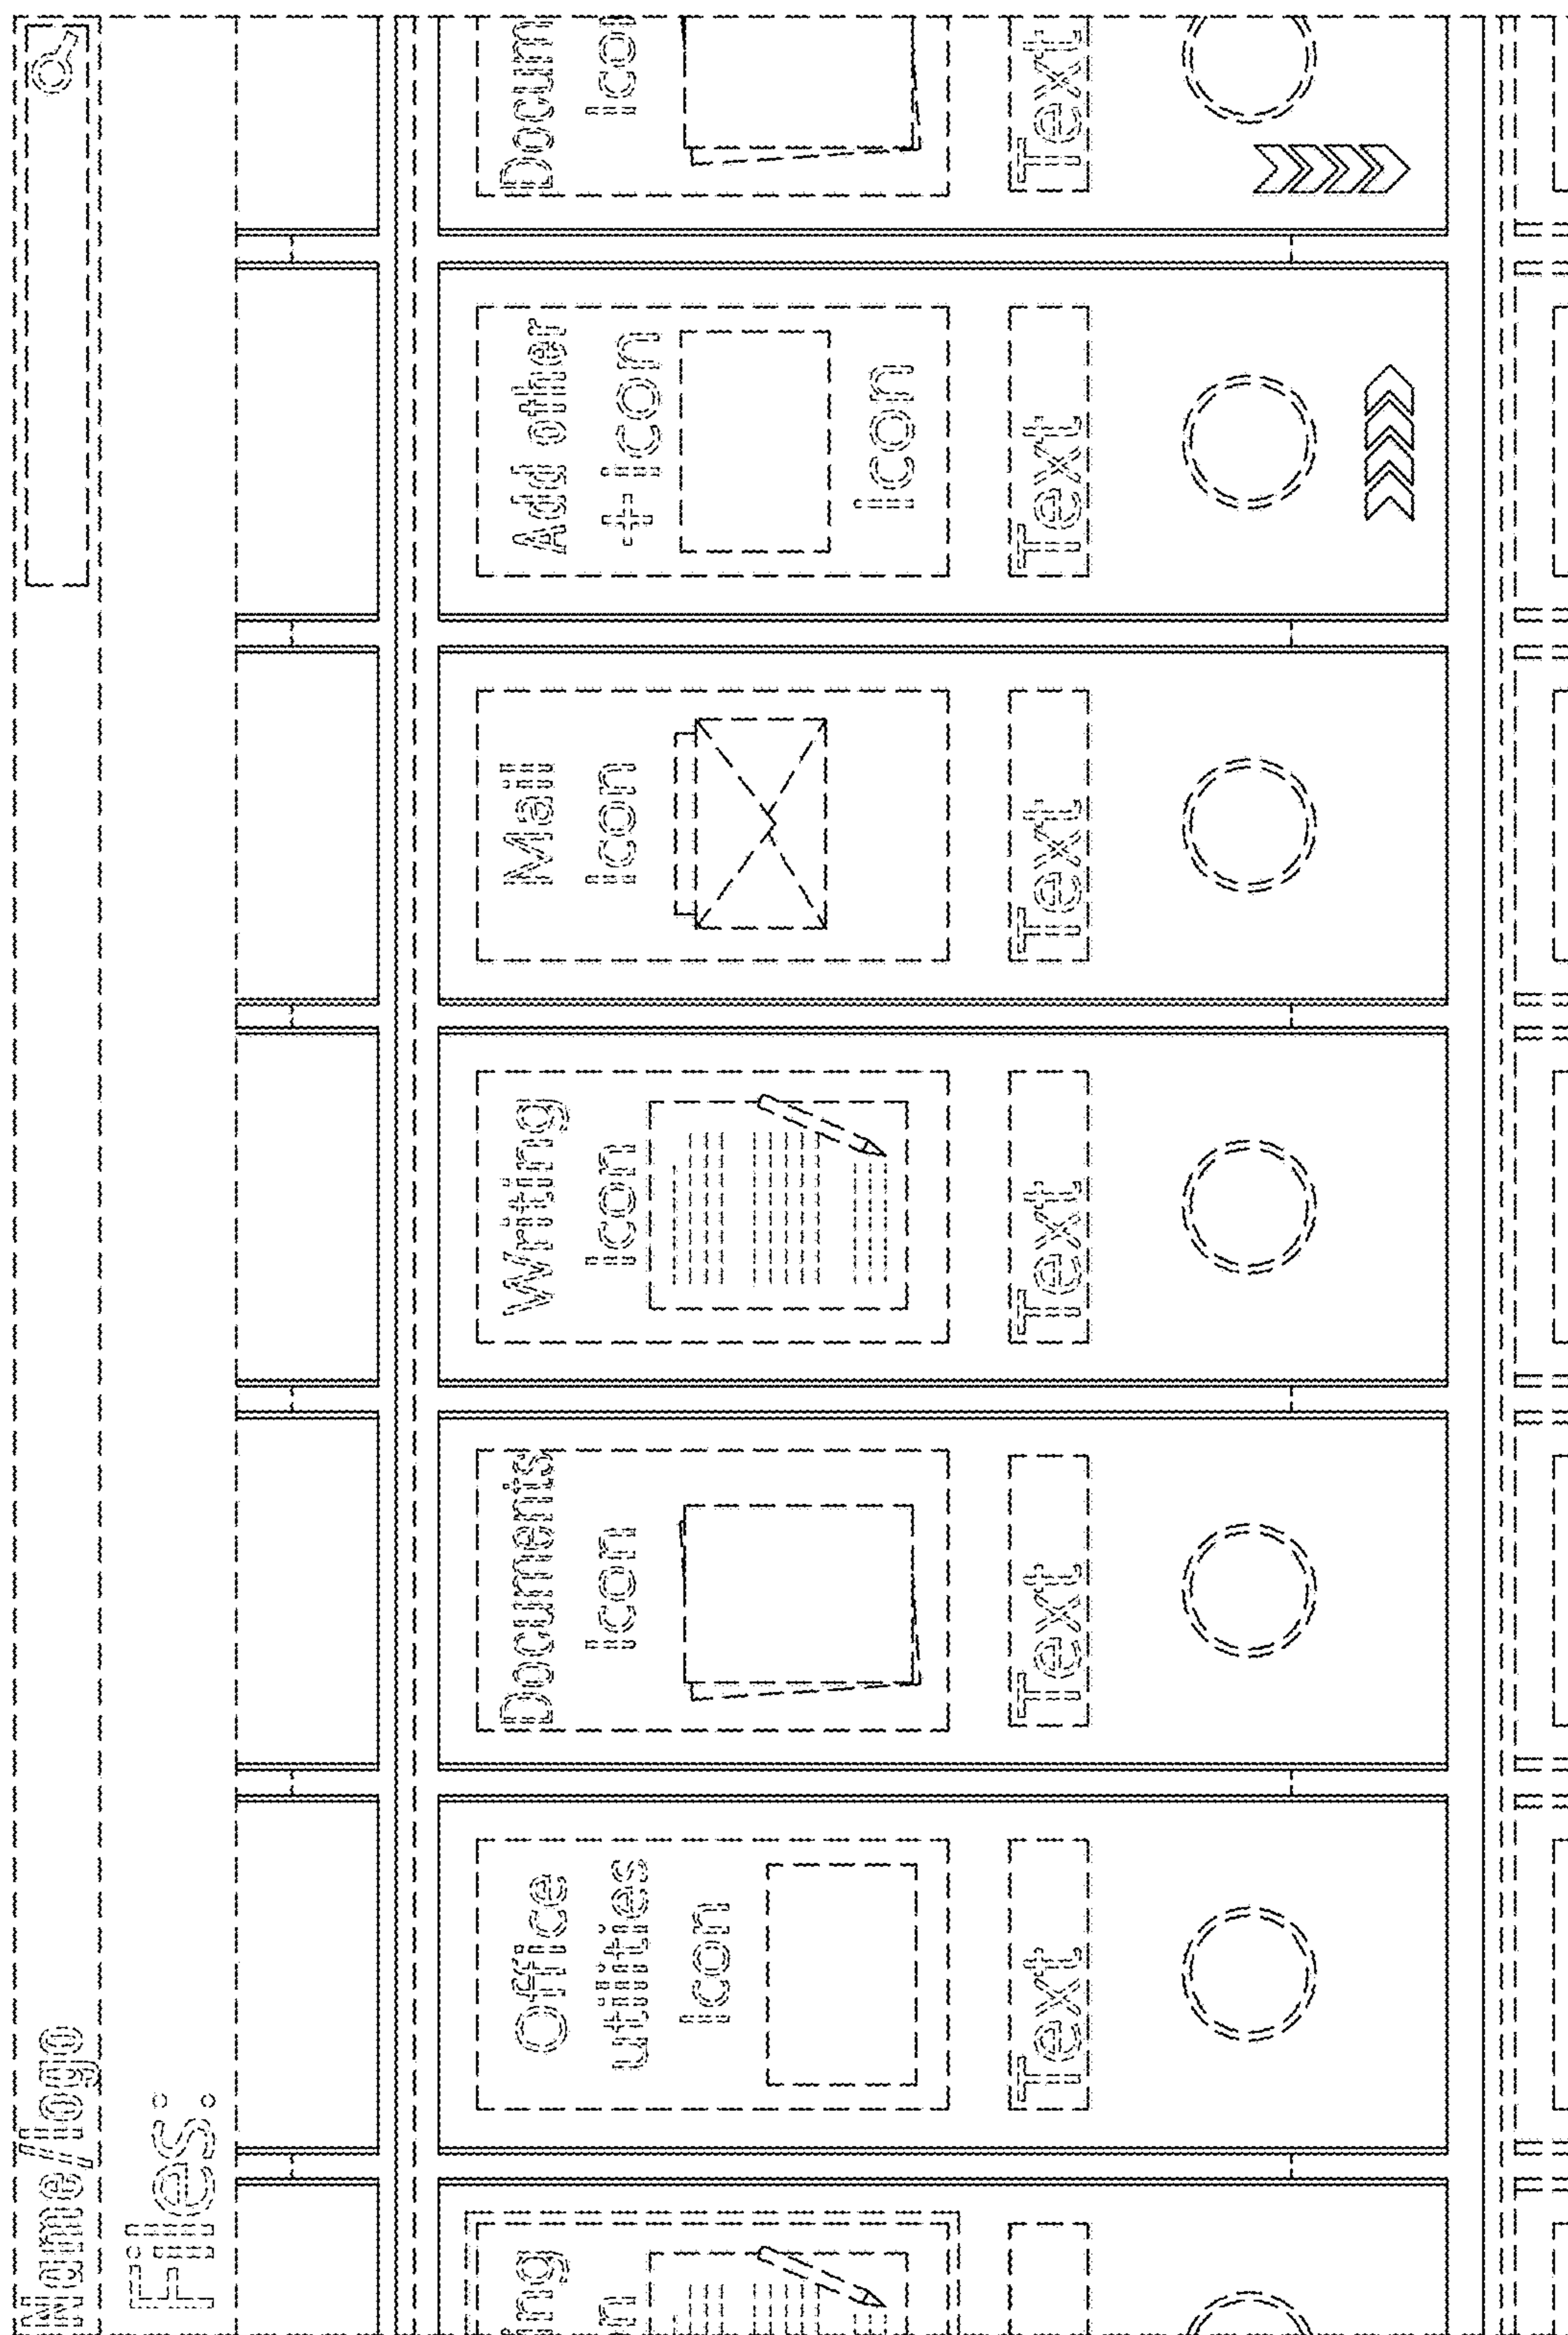 Name/logo
Files:
ing
on
Office
utilities
Icon
Text
Documents
icon
Text
Writing
Icon
Text
Mail
Icon
Text
Add other
+ icon
icon
Text
Docum
Icon
Text